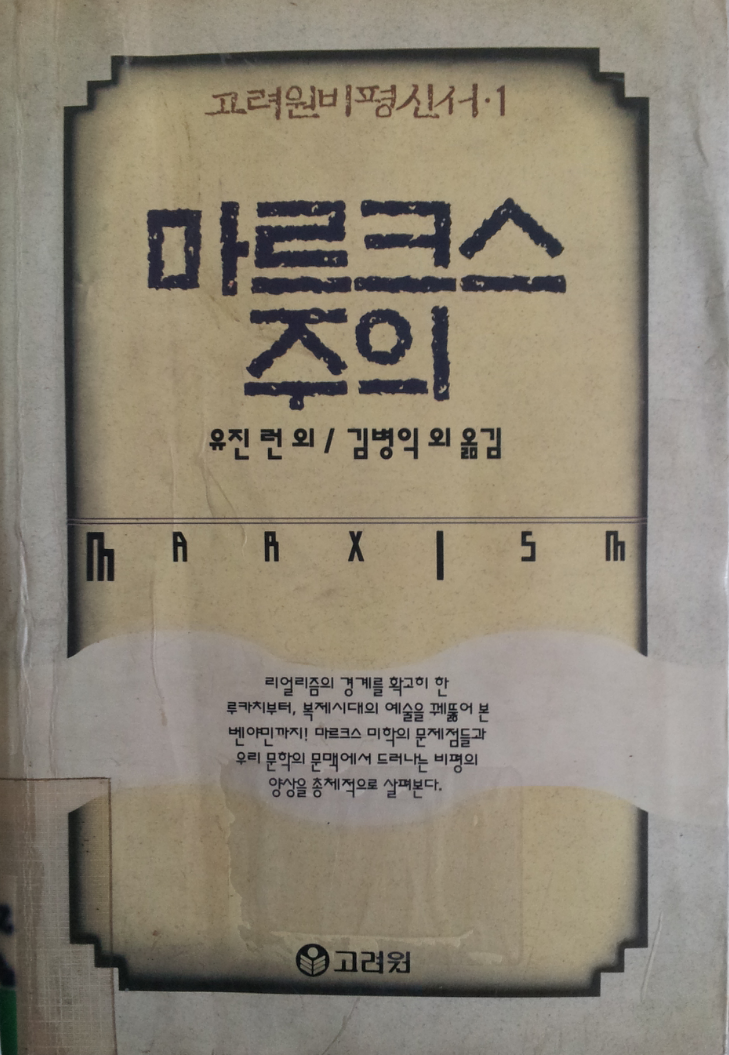 고려원비평신서·1
마르크스
주의
유진 런 외 / 김병익 외 옮김
MARXISM
리얼리즘의 경계를 확고히 한
루카치부터, 복제시대의 예술을 꿰뚫어 본
벤야민까지! 마르크스 미학의 문제점들과
우리 문학의 문맥에서 드러나는 비평의
양상을 총체적으로 살펴본다.
고려원